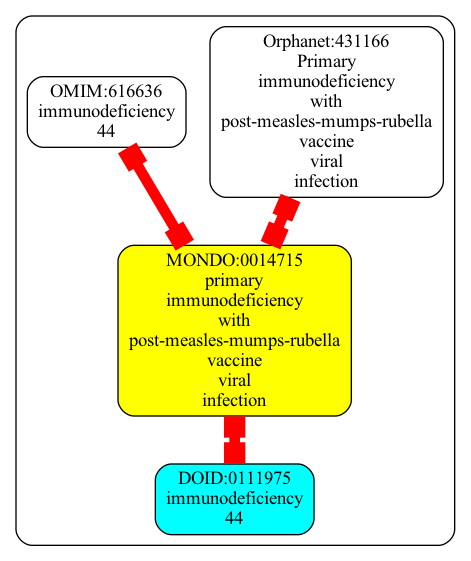 OMIM:616636
immunodeficiency
44
Orphanet:431166
Primary
immunodeficiency
with
post-measles-mumps-rubella
vaccine
viral
infection
MONDO:0014715
primary
immunodeficiency
with
post-measles-mumps-rubella
vaccine
viral
infection
DOID:0111975
immunodeficiency
44